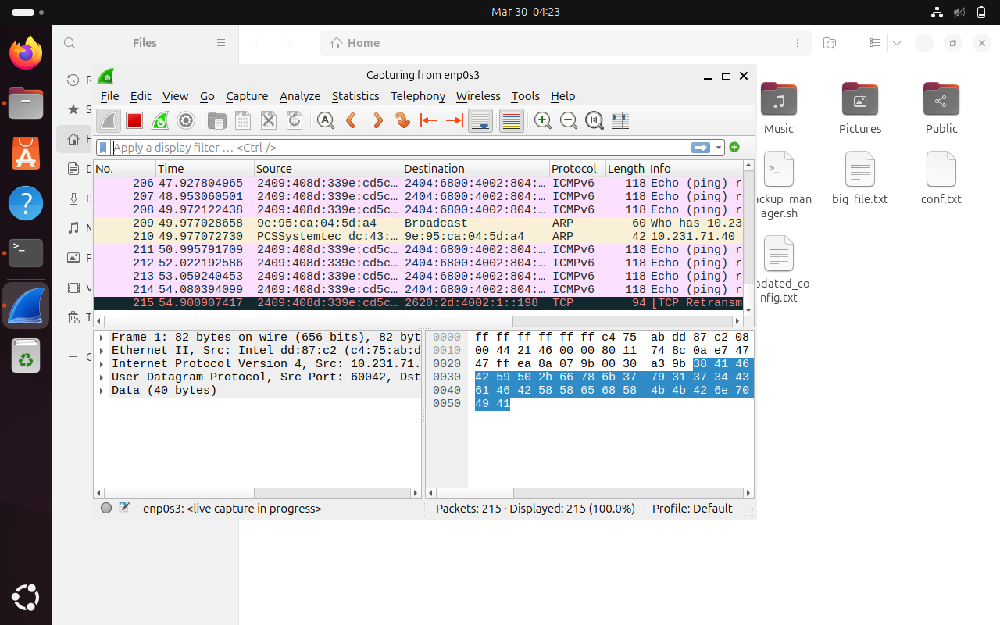 Mar 30 04:23
Files
Home
Capturing from enp0s3
File Edit View Go Capture Analyze Statistics Telephony Wireless Tools Help
Apply a display filter … <Ctrl-/>
No. Time Source Destination Protocol Length Info
206 47.927804965 2409:408d:339e:cd5c… 2404:6800:4002:804:… ICMPv6 118 Echo (ping) r
207 48.953060501 2409:408d:339e:cd5c… 2404:6800:4002:804:… ICMPv6 118 Echo (ping) r
208 49.972122438 2409:408d:339e:cd5c… 2404:6800:4002:804:… ICMPv6 118 Echo (ping) r
209 49.977028658 9e:95:ca:04:5d:a4 Broadcast ARP 60 Who has 10.23
210 49.977072730 PCSSystemtec_dc:43:… 9e:95:ca:04:5d:a4 ARP 42 10.231.71.40
211 50.995791709 2409:408d:339e:cd5c… 2404:6800:4002:804:… ICMPv6 118 Echo (ping) r
212 52.022192586 2409:408d:339e:cd5c… 2404:6800:4002:804:… ICMPv6 118 Echo (ping) r
213 53.059240453 2409:408d:339e:cd5c… 2404:6800:4002:804:… ICMPv6 118 Echo (ping) r
214 54.080394099 2409:408d:339e:cd5c… 2404:6800:4002:804:… ICMPv6 118 Echo (ping) r
215 54.900907417 2409:408d:339e:cd5c… 2620:2d:4002:1::198 TCP 94 [TCP Retransm
Frame 1: 82 bytes on wire (656 bits), 82 byt
Ethernet II, Src: Intel_dd:87:c2 (c4:75:ab:d
Internet Protocol Version 4, Src: 10.231.71.
User Datagram Protocol, Src Port: 60042, Dst
Data (40 bytes)
0000 ff ff ff ff ff ff c4 75 ab dd 87 c2 08
0010 00 44 21 46 00 00 80 11 74 8c 0a e7 47
0020 47 ff ea 8a 07 9b 00 30 a3 9b 38 41 46
0030 42 59 50 2b 66 78 6b 37 79 31 37 34 43
0040 61 46 42 58 58 65 68 58 4b 4b 42 6e 70
0050 49 41
enp0s3: <live capture in progress>
Packets: 215 · Displayed: 215 (100.0%)
Profile: Default
Music
Pictures
Public
ackup_man
ager.sh
big_file.txt
conf.txt
pdated_co
nfig.txt